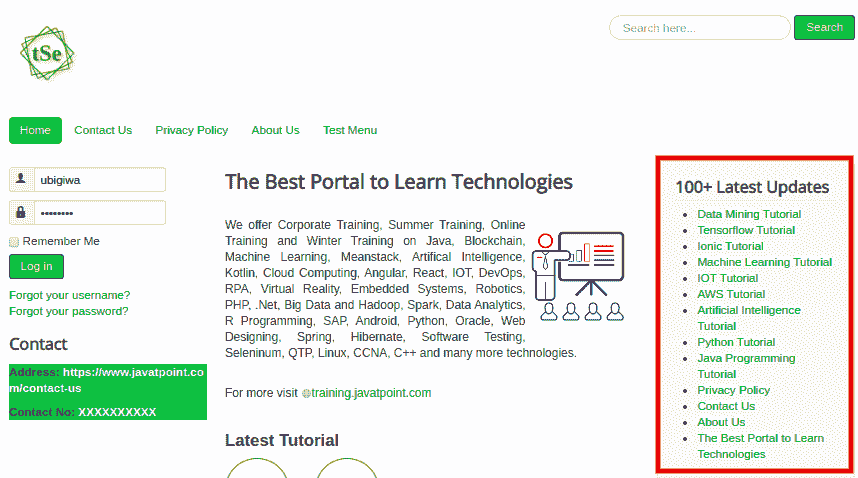 tSe
Search here...
Search
Home
Contact Us
Privacy Policy
About Us
Test Menu
ubigiwa
••••••••
Remember Me
Log in
Forgot your username?
Forgot your password?
Contact
Address: https://www.javatpoint.co
m/contact-us
Contact No: XXXXXXXXXX
The Best Portal to Learn Technologies
We offer Corporate Training, Summer Training, Online
Training and Winter Training on Java, Blockchain,
Machine Learning, Meanstack, Artifical Intelligence,
Kotlin, Cloud Computing, Angular, React, IOT, DevOps,
RPA, Virtual Reality, Embedded Systems, Robotics,
PHP, .Net, Big Data and Hadoop, Spark, Data Analytics,
R Programming, SAP, Android, Python, Oracle, Web
Designing, Spring, Hibernate, Software Testing,
Seleninum, QTP, Linux, CCNA, C++ and many more technologies.
For more visit training.javatpoint.com
Latest Tutorial
100+ Latest Updates
Data Mining Tutorial
Tensorflow Tutorial
Ionic Tutorial
Machine Learning Tutorial
IOT Tutorial
AWS Tutorial
Artificial Intelligence
Tutorial
Python Tutorial
Java Programming
Tutorial
Privacy Policy
Contact Us
About Us
The Best Portal to Learn
Technologies